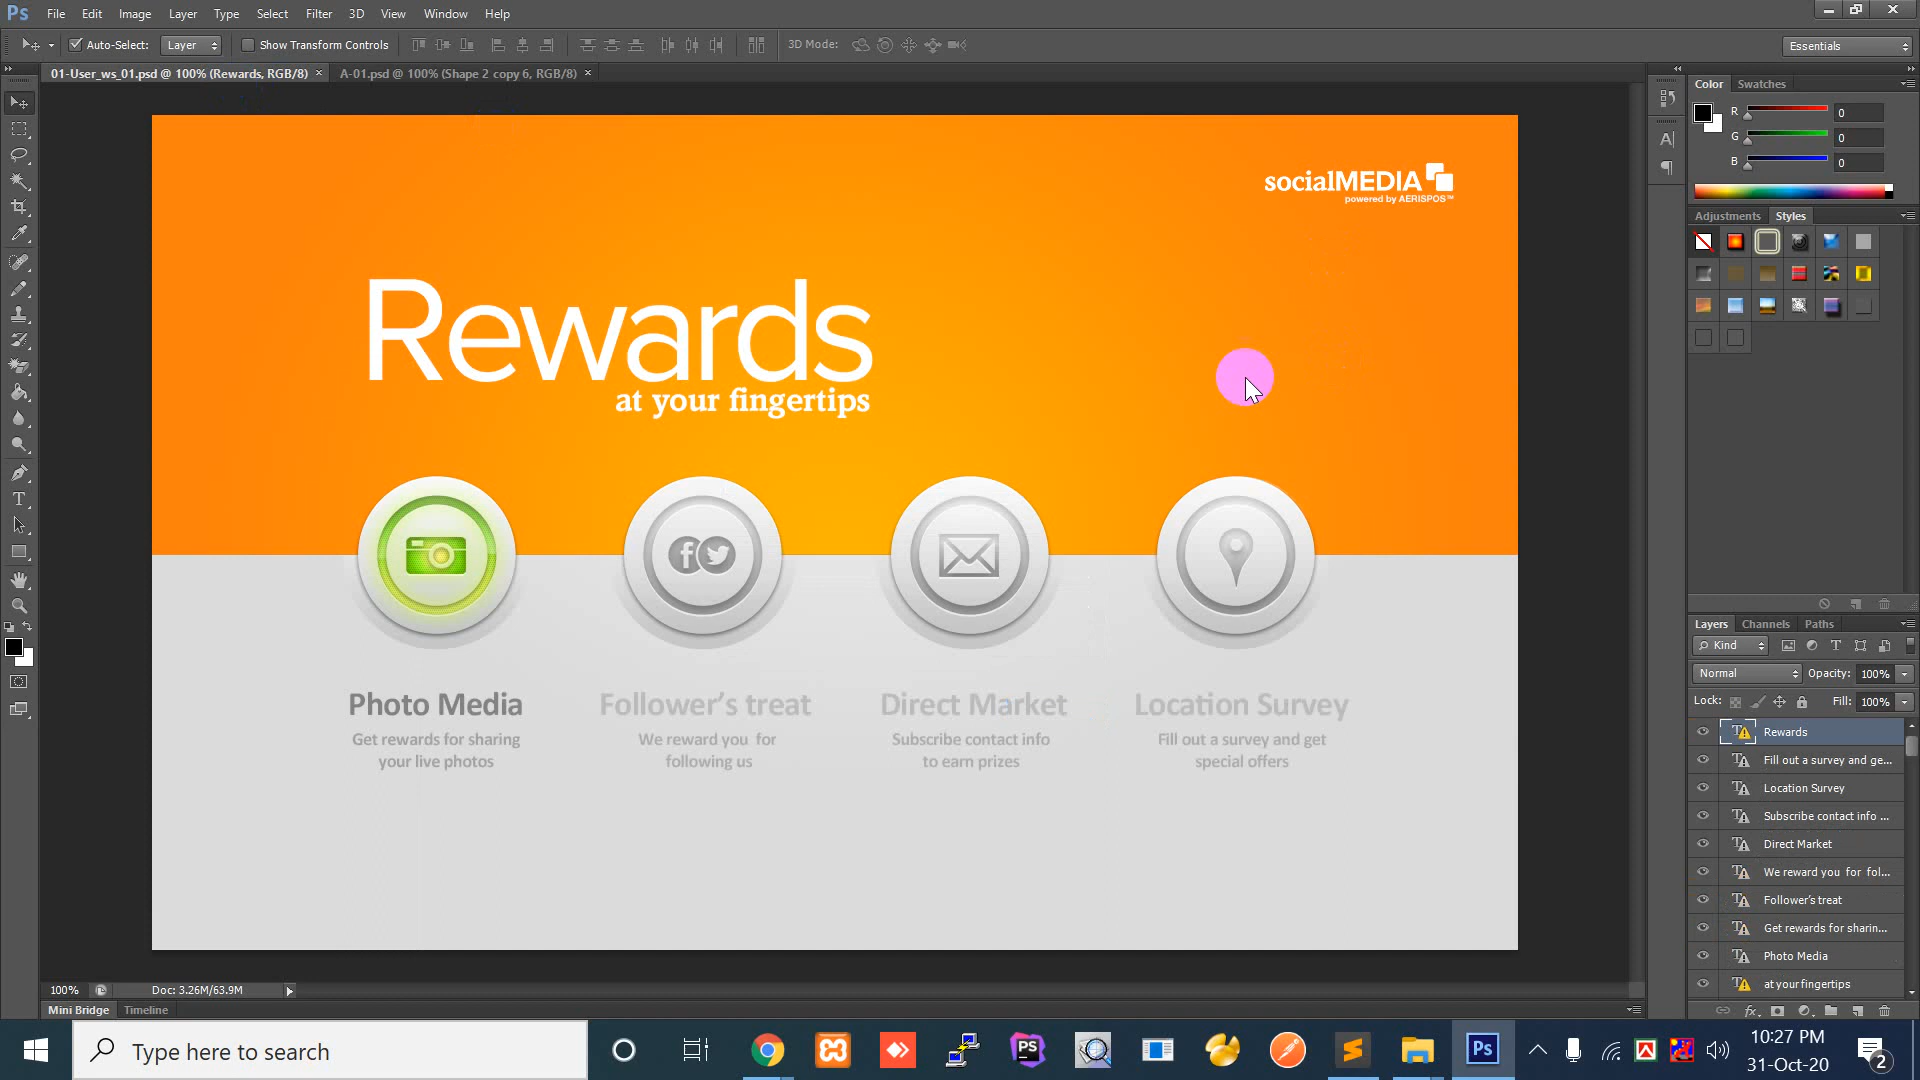 Ps File Edit Image Layer Type Select Filter 3D View Window Help
Auto-Select: Layer Show Transform Controls 3D Mode: Essentials
01-User_ws_01.psd @ 100% (Rewards, RGB/8) × A-01.psd @ 100% (Shape 2 copy 6, RGB/8) ×
Color Swatches
R 0
G 0
B 0
Adjustments Styles
socialMEDIA
powered by AERISPOS™
Rewards
at your fingertips
Photo Media
Get rewards for sharing
your live photos
Follower’s treat
We reward you for
following us
Direct Market
Subscribe contact info
to earn prizes
Location Survey
Fill out a survey and get
special offers
Layers Channels Paths
Kind
Normal Opacity: 100%
Lock: Fill: 100%
Rewards
Fill out a survey and ge...
Location Survey
Subscribe contact info ...
Direct Market
We reward you for fol...
Follower’s treat
Get rewards for sharin...
Photo Media
at your fingertips
100% Doc: 3.26M/63.9M
Mini Bridge Timeline
Type here to search
PS
Ps
10:27 PM
31-Oct-20
2